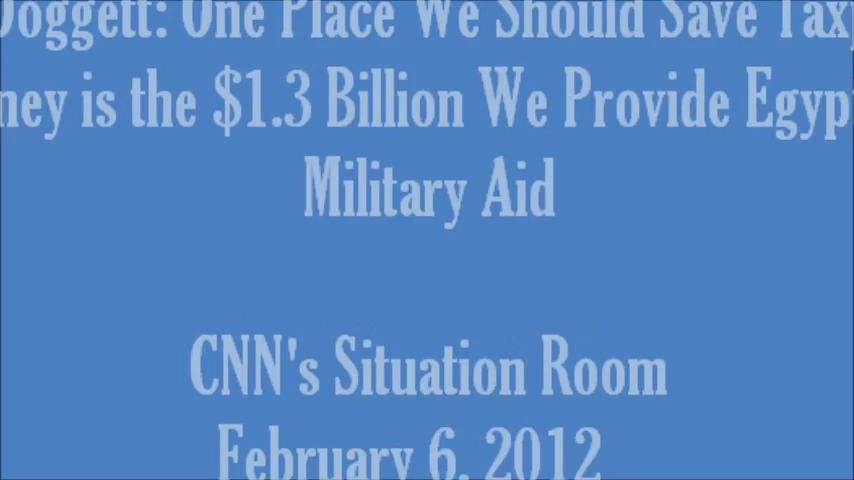 Doggett: One Place We Should Save Tax
ney is the $1.3 Billion We Provide Egyp
Military Aid
CNN's Situation Room
February 6, 2012